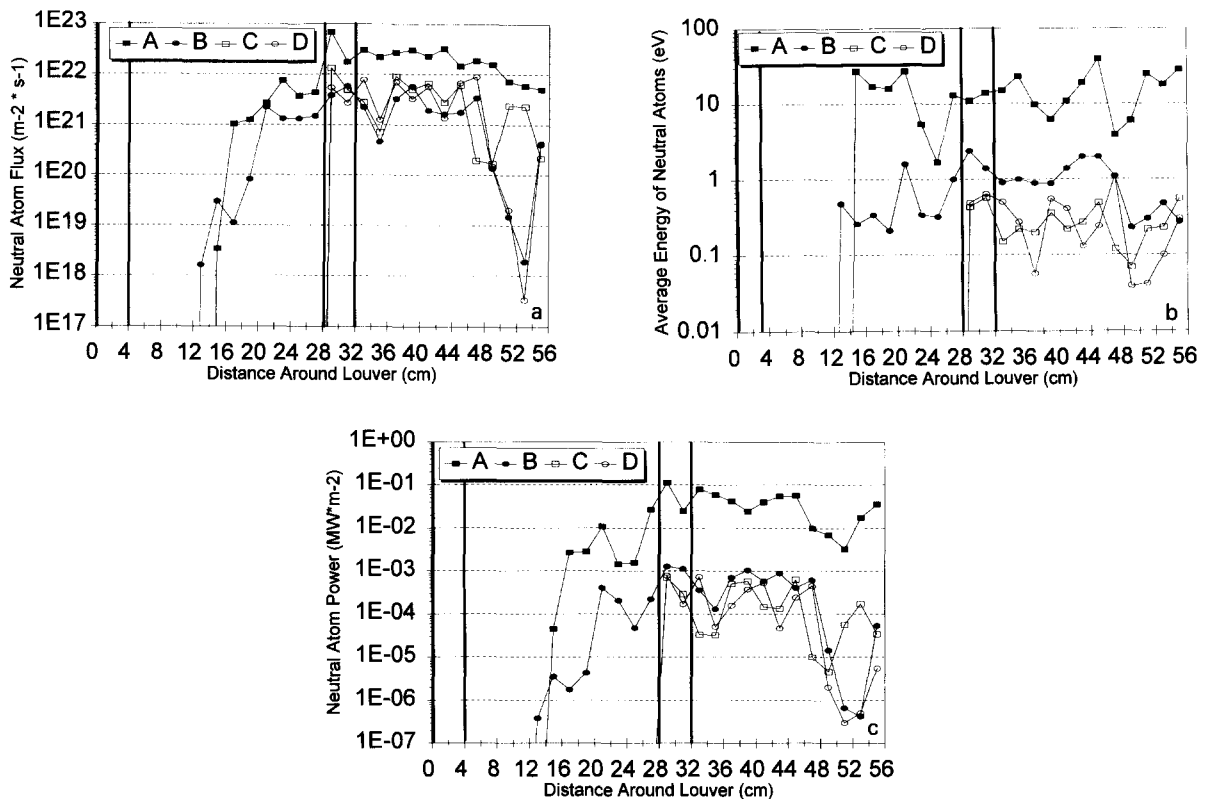 1E23
1E22
1E21
1E20
1E19
1E18
1E17
Neutral Atom Flux (m-2 * s-1)
A B C D
a
0 4 8 12 16 20 24 28 32 36 40 44 48 52 56
Distance Around Louver (cm)
100
10
1
0.1
0.01
Average Energy of Neutral Atoms (eV)
A B C D
b
0 4 8 12 16 20 24 28 32 36 40 44 48 52 56
Distance Around Louver (cm)
1E+00
1E-01
1E-02
1E-03
1E-04
1E-05
1E-06
1E-07
Neutral Atom Power (MW*m-2)
A B C D
c
0 4 8 12 16 20 24 28 32 36 40 44 48 52 56
Distance Around Louver (cm)